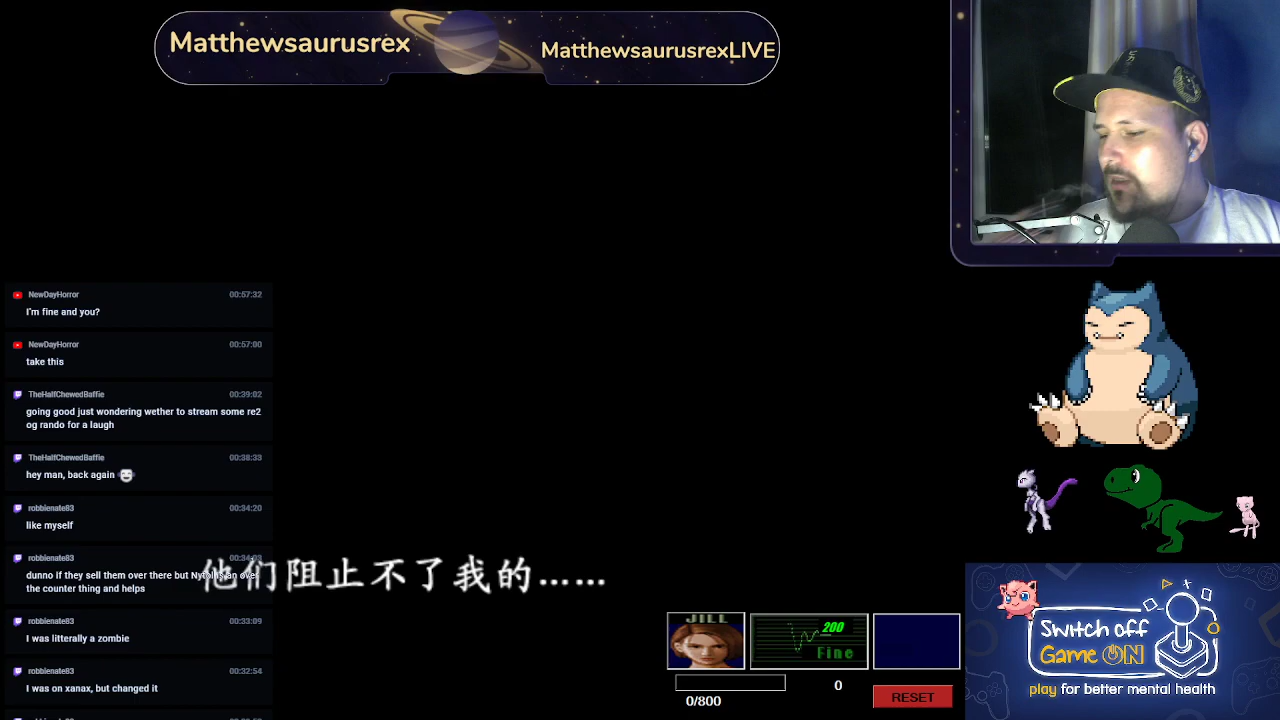 Matthewsaurusrex
MatthewsaurusrexLIVE
NewDayHorror 00:57:32
I'm fine and you?
NewDayHorror 00:57:00
take this
TheHalfChewedBaffie 00:39:02
going good just wondering wether to stream some re2
og rando for a laugh
TheHalfChewedBaffie 00:38:33
hey man, back again
robbienate83 00:34:20
like myself
robbienate83
dunno if they sell them over there but Nytol is an over
the counter thing and helps
他们阻止不了我的……
robbienate83 00:33:09
I was litterally a zombie
robbienate83 00:32:54
I was on xanax, but changed it
JILL
200
Fine
0/800
0
RESET
Switch off
Game ON
play for better mental health